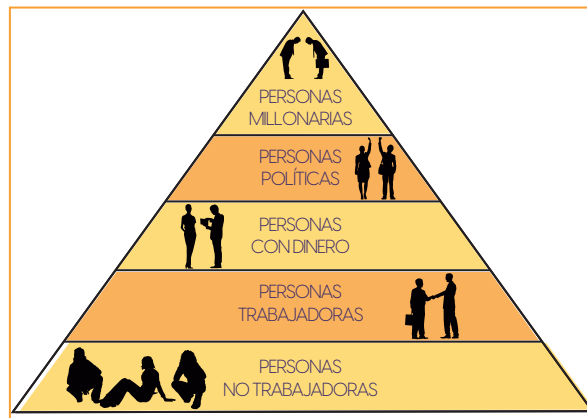 PERSONAS
MILLONARIAS
PERSONAS
POLÍTICAS
PERSONAS
CON DINERO
PERSONAS
TRABAJADORAS
PERSONAS
NO TRABAJADORAS